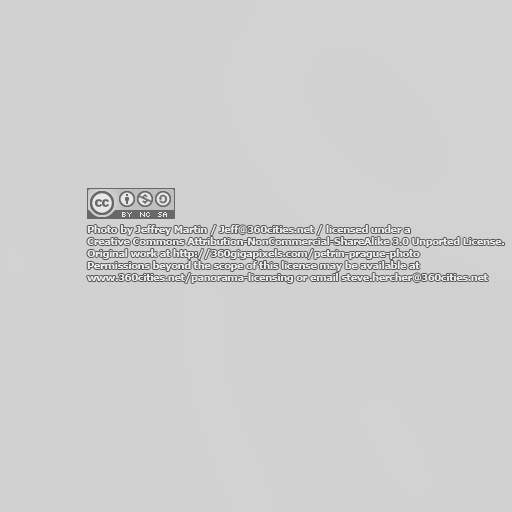 cc
BY NC SA
Photo by Jeffrey Martin / Jeff@360cities.net / licensed under a
Creative Commons Attribution-NonCommercial-ShareAlike 3.0 Unported License.
Original work at http://360gigapixels.com/petrin-prague-photo
Permissions beyond the scope of this license may be available at
www.360cities.net/panorama-licensing or email steve.hercher@360cities.net